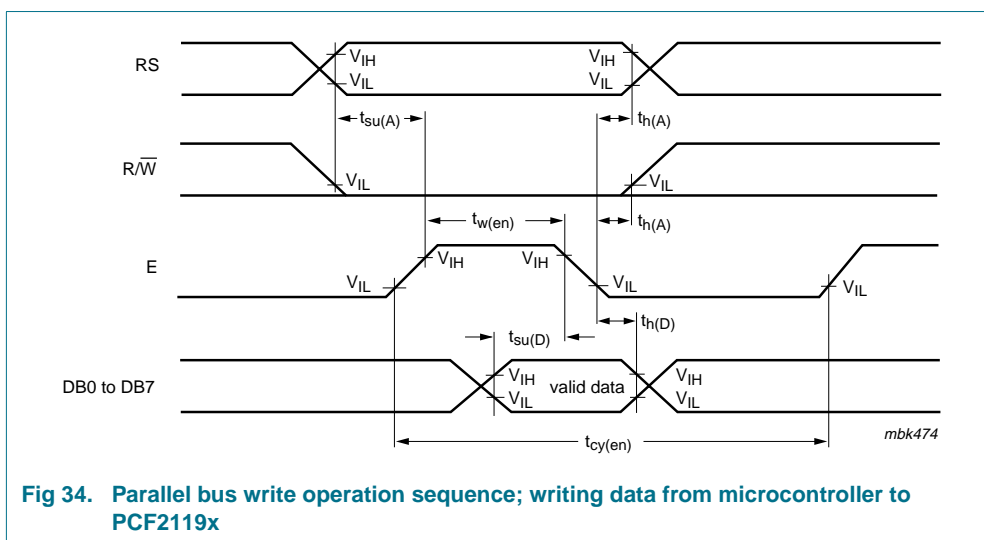 RS
VIH
VIL
VIH
VIL
tsu(A)
th(A)
R/W̅
VIL
VIL
tw(en)
th(A)
E
VIH
VIH
VIL
VIL
VIL
tsu(D)
th(D)
DB0 to DB7
VIH
VIL
valid data
VIH
VIL
tcy(en)
mbk474
Fig 34. Parallel bus write operation sequence; writing data from microcontroller to
PCF2119x